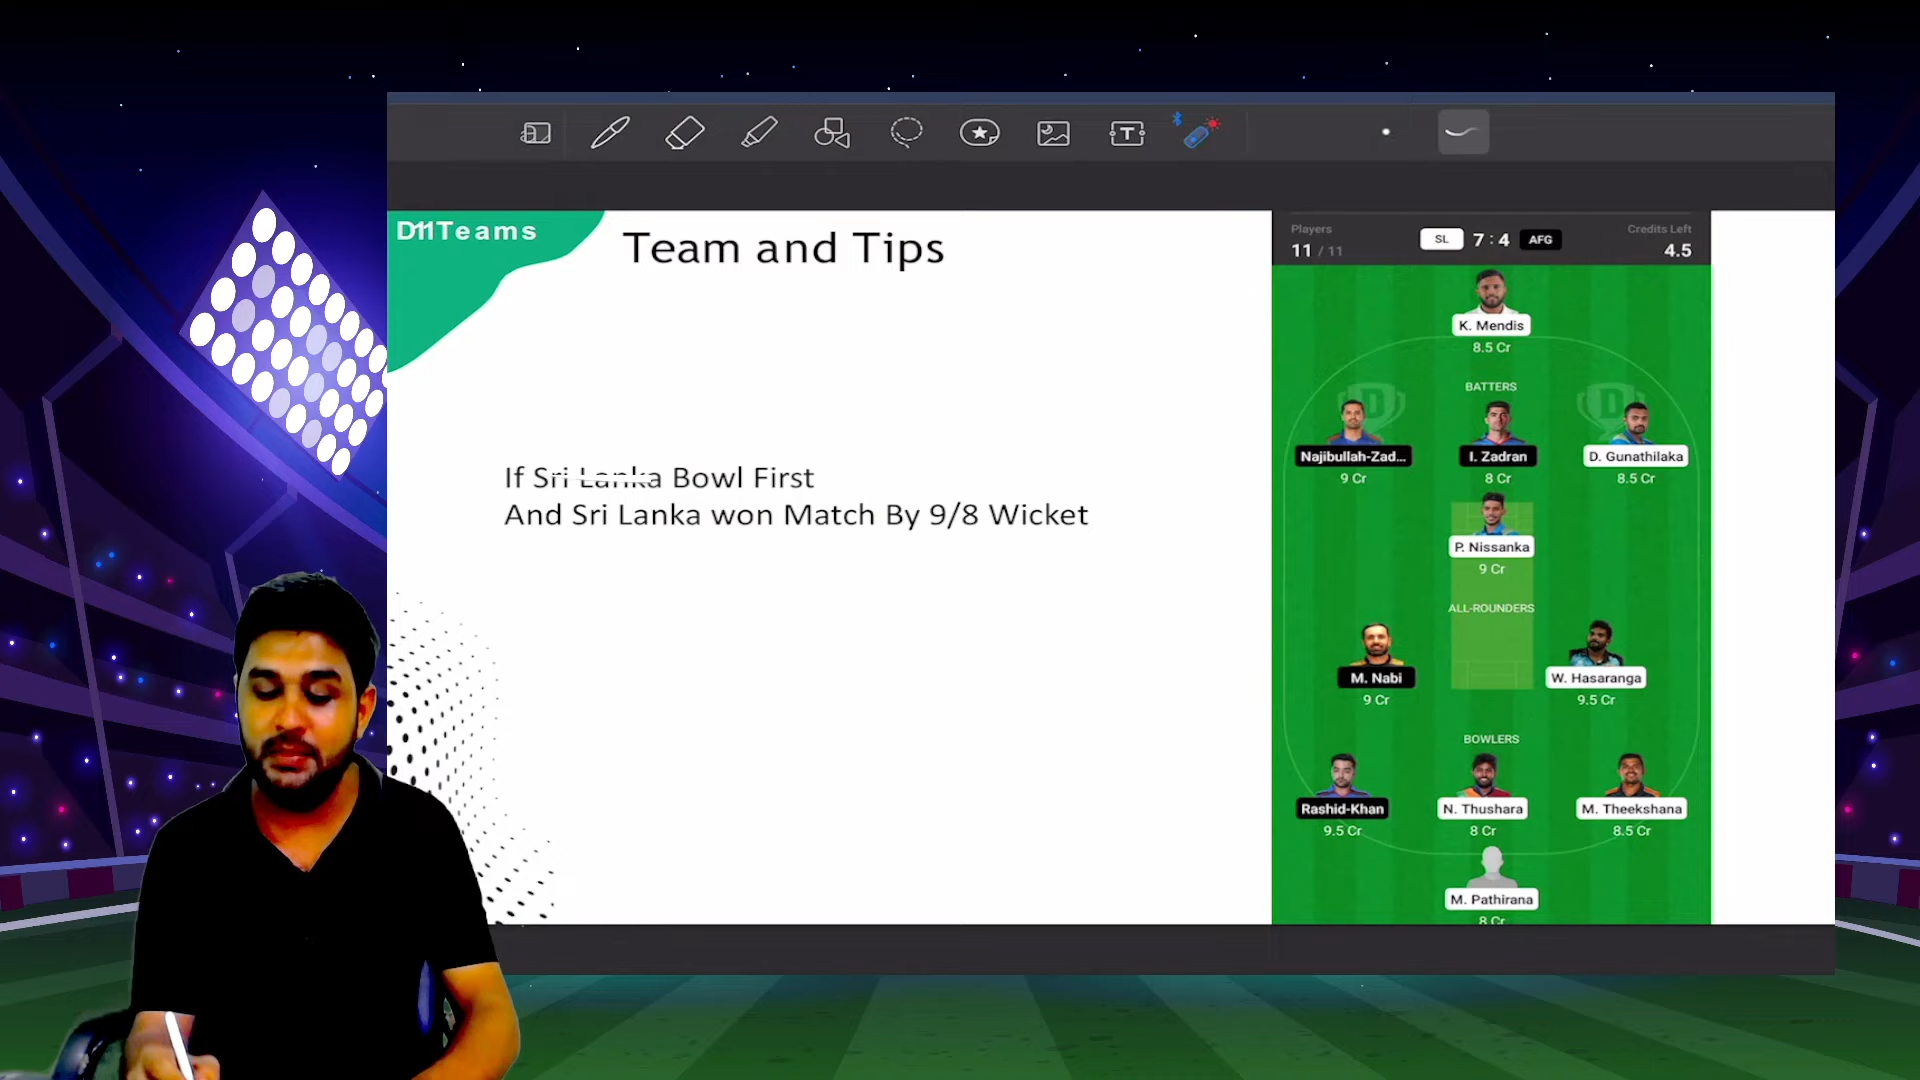 D11Teams
Team and Tips
If Sri Lanka Bowl First
And Sri Lanka won Match By 9/8 Wicket
Players
11 / 11
SL 7 : 4 AFG
Credits Left
4.5
K. Mendis
8.5 Cr
BATTERS
Najibullah-Zad... I. Zadran D. Gunathilaka
9 Cr 8 Cr 8.5 Cr
P. Nissanka
9 Cr
ALL-ROUNDERS
M. Nabi W. Hasaranga
9 Cr 9.5 Cr
BOWLERS
Rashid-Khan N. Thushara M. Theekshana
9.5 Cr 8 Cr 8.5 Cr
M. Pathirana
8 Cr